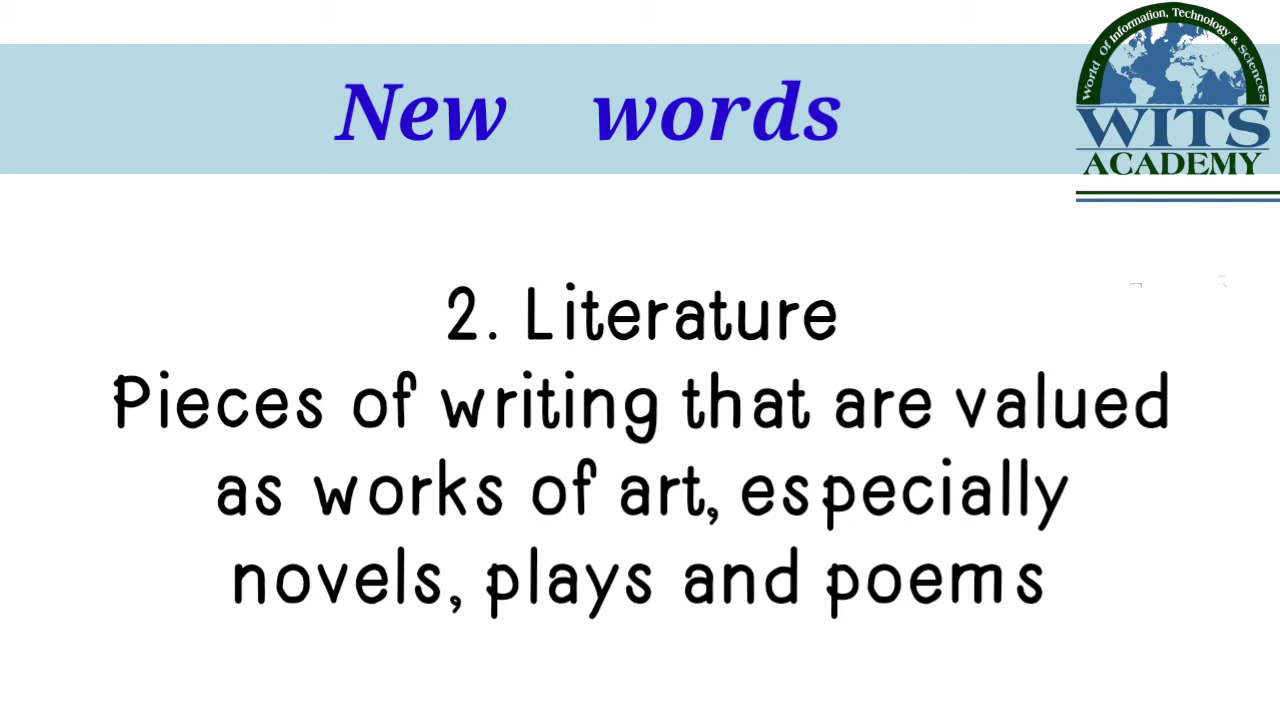 World Of Information, Technology & Sciences
New words
WITS
ACADEMY
2. Literature
Pieces of writing that are valued
as works of art, especially
novels, plays and poems